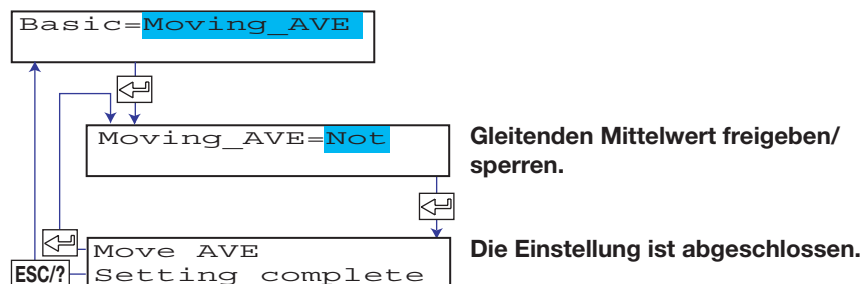 Basic=Moving_AVE
Moving_AVE=Not
Gleitenden Mittelwert freigeben/
sperren.
Move AVE
Setting complete
Die Einstellung ist abgeschlossen.
ESC/?